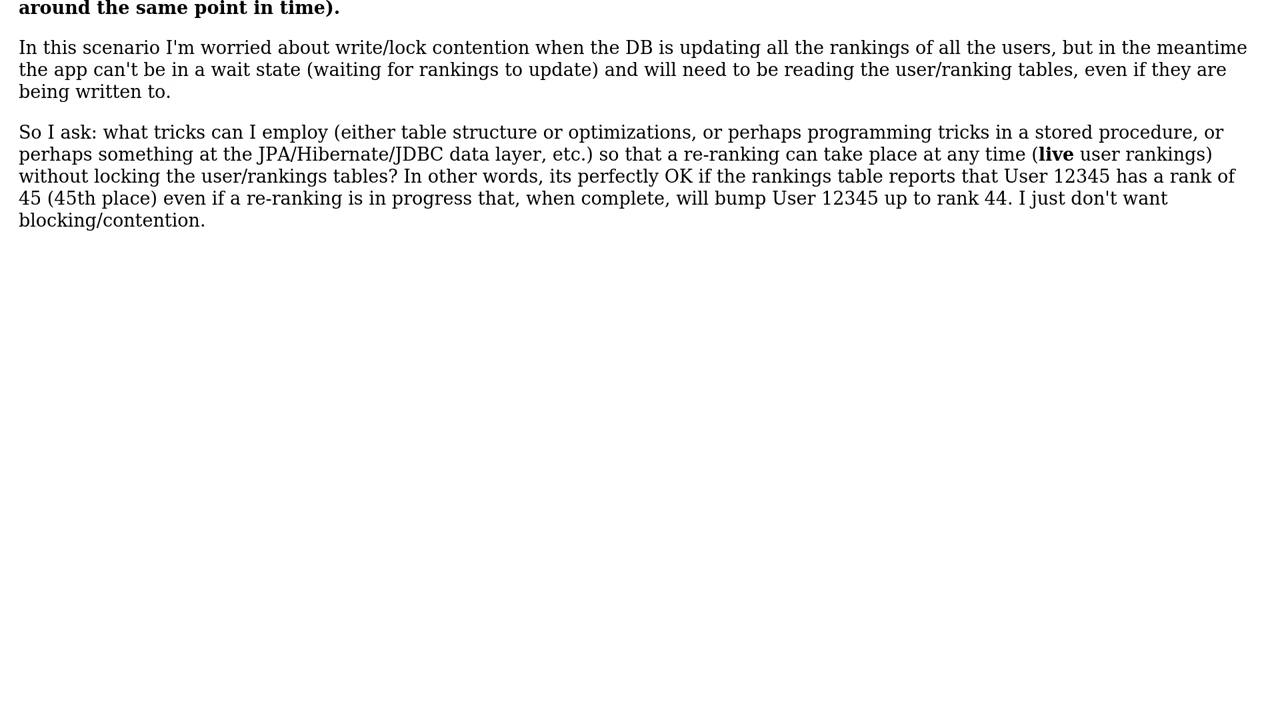 around the same point in time).
In this scenario I'm worried about write/lock contention when the DB is updating all the rankings of all the users, but in the meantime
the app can't be in a wait state (waiting for rankings to update) and will need to be reading the user/ranking tables, even if they are
being written to.
So I ask: what tricks can I employ (either table structure or optimizations, or perhaps programming tricks in a stored procedure, or
perhaps something at the JPA/Hibernate/JDBC data layer, etc.) so that a re-ranking can take place at any time (live user rankings)
without locking the user/rankings tables? In other words, its perfectly OK if the rankings table reports that User 12345 has a rank of
45 (45th place) even if a re-ranking is in progress that, when complete, will bump User 12345 up to rank 44. I just don't want
blocking/contention.